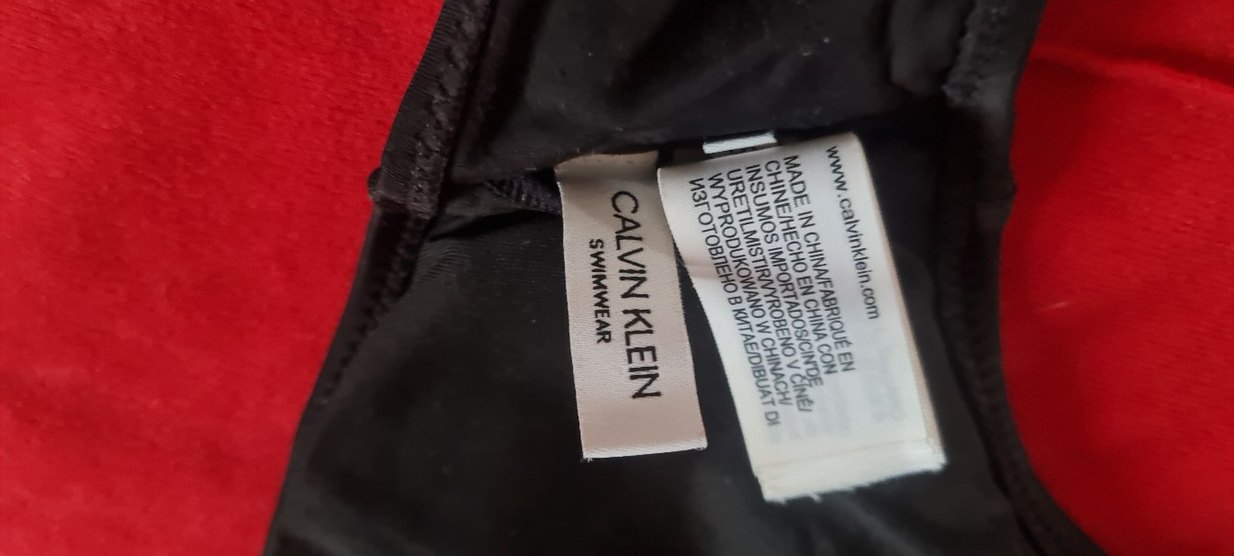 CALVIN KLEIN
SWIMWEAR
www.calvinklein.com
MADE IN CHINA/FABRIQUÉ EN
CHINE/HECHO EN CHINA CON
INSUMOS IMPORTADOS/ÇIN'DE
URETILMISTIR/VYROBENO V ČÍNĚ/
WYPRODUKOWANO W CHINACH/
ИЗГОТОВЛЕНО В КИТАЕ/DIBUAT DI